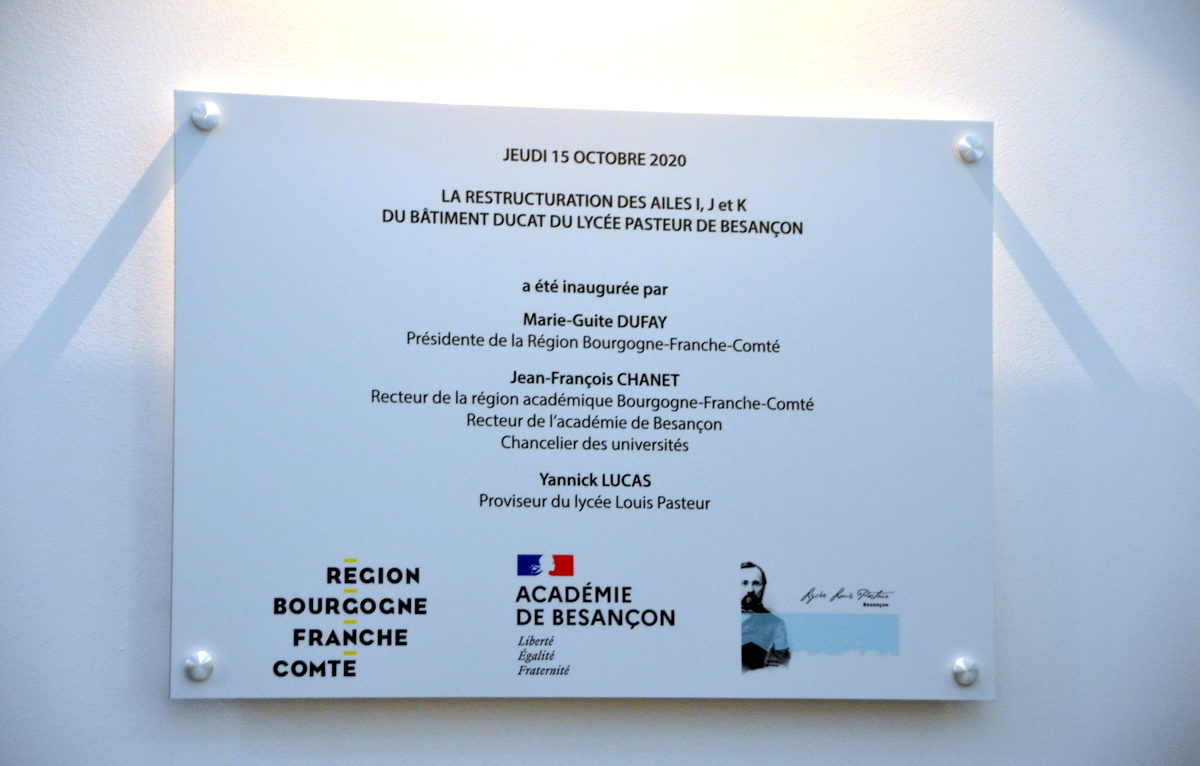 JEUDI 15 OCTOBRE 2020
LA RESTRUCTURATION DES AILES I, J et K
DU BÂTIMENT DUCAT DU LYCÉE PASTEUR DE BESANÇON
a été inaugurée par
Marie-Guite DUFAY
Présidente de la Région Bourgogne-Franche-Comté
Jean-François CHANET
Recteur de la région académique Bourgogne-Franche-Comté
Recteur de l'académie de Besançon
Chancelier des universités
Yannick LUCAS
Proviseur du lycée Louis Pasteur
RÉGION
BOURGOGNE
FRANCHE
COMTÉ
ACADÉMIE
DE BESANÇON
Liberté
Égalité
Fraternité
Lycée Louis Pasteur
Besançon